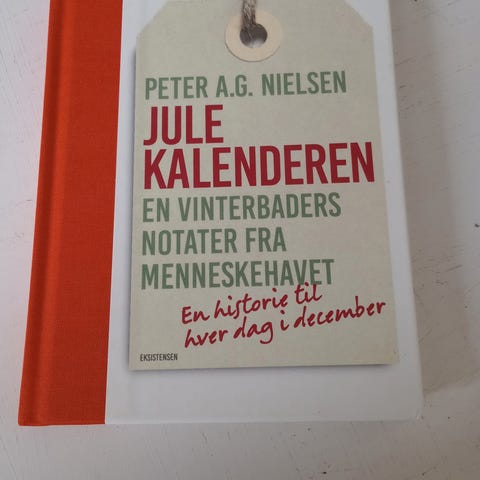 PETER A.G. NIELSEN
JULE
KALENDEREN
EN VINTERBADERS
NOTATER FRA
MENNESKEHAVET
En historie til
hver dag i december
EKSISTENSEN